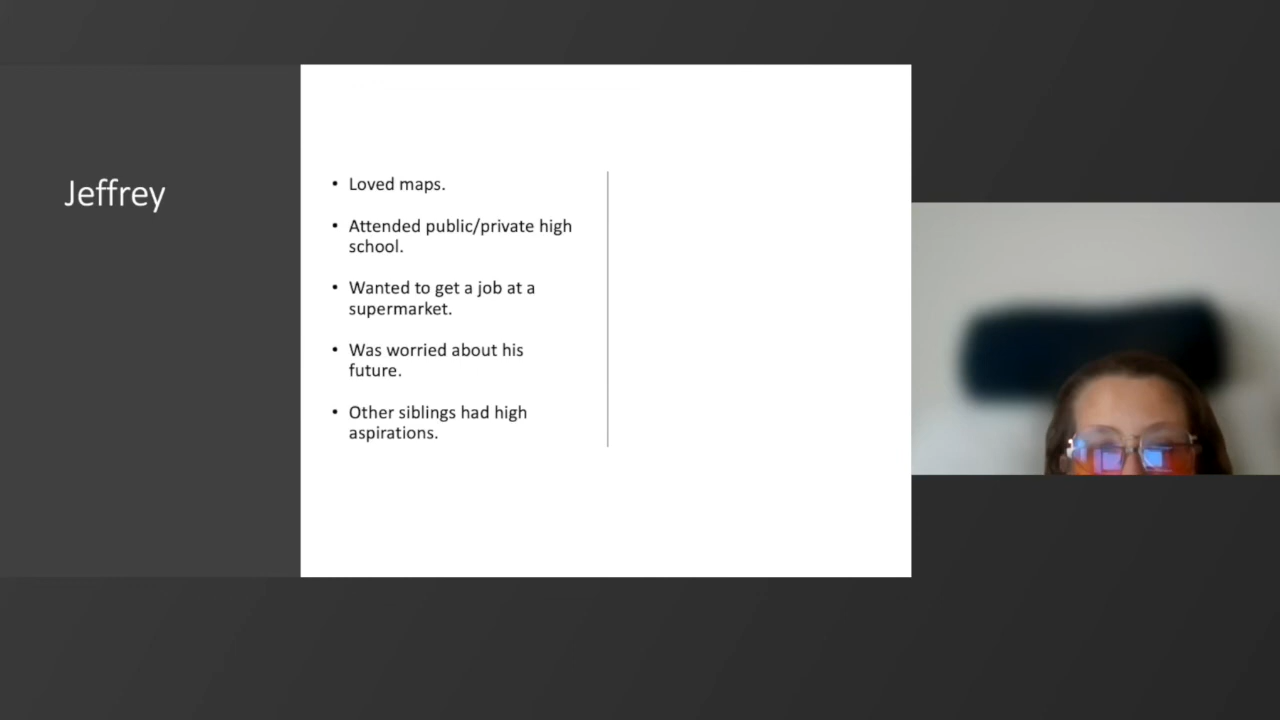 Jeffrey
• Loved maps.
• Attended public/private high
school.
• Wanted to get a job at a
supermarket.
• Was worried about his
future.
• Other siblings had high
aspirations.